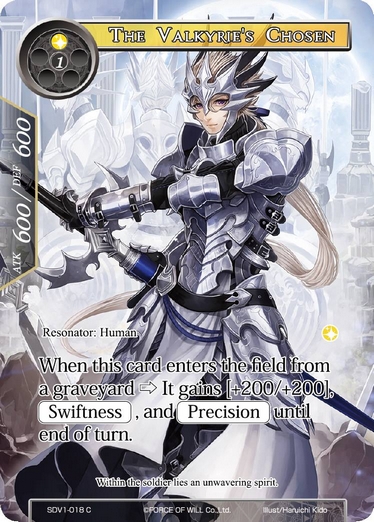 The Valkyrie's Chosen
1
ATK 600 / DEF 600
Resonator: Human
When this card enters the field from
a graveyard ⇨ It gains [+200/+200],
Swiftness , and Precision until
end of turn.
Within the soldier lies an unwavering spirit.
SDV1-018 C ©FORCE OF WILL Co.,Ltd. Illust/Haruichi Kido